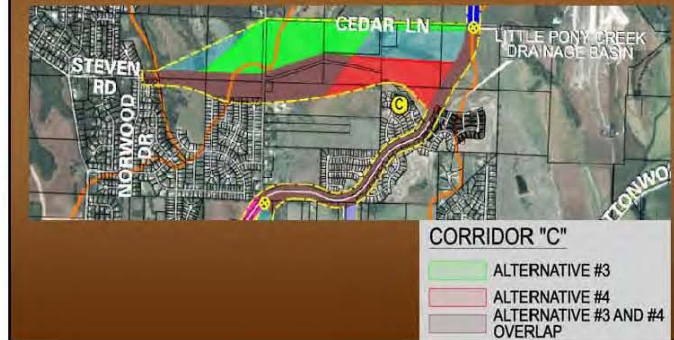 CEDAR LN
LITTLE PONY CREEK
DRAINAGE BASIN
STEVEN
RD
NORWOOD
DR
C
CORRIDOR "C"
ALTERNATIVE #3
ALTERNATIVE #4
ALTERNATIVE #3 AND #4
OVERLAP